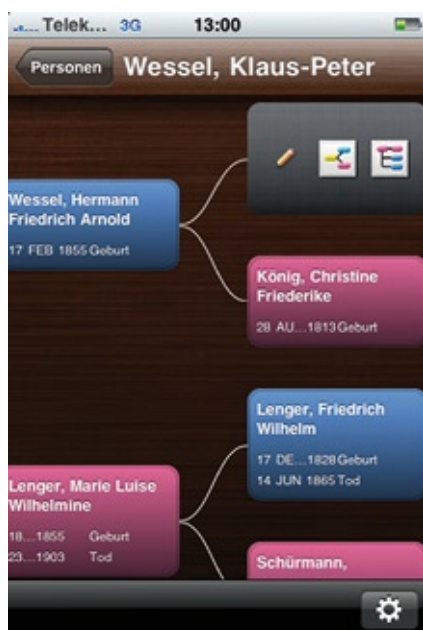 Telek... 3G 13:00
Personen
Wessel, Klaus-Peter
Wessel, Hermann
Friedrich Arnold
17 FEB 1855 Geburt
König, Christine
Friederike
28 AU...1813 Geburt
Lenger, Friedrich
Wilhelm
17 DE...1828 Geburt
14 JUN 1865 Tod
Lenger, Marie Luise
Wilhelmine
18...1855 Geburt
23...1903 Tod
Schürmann,